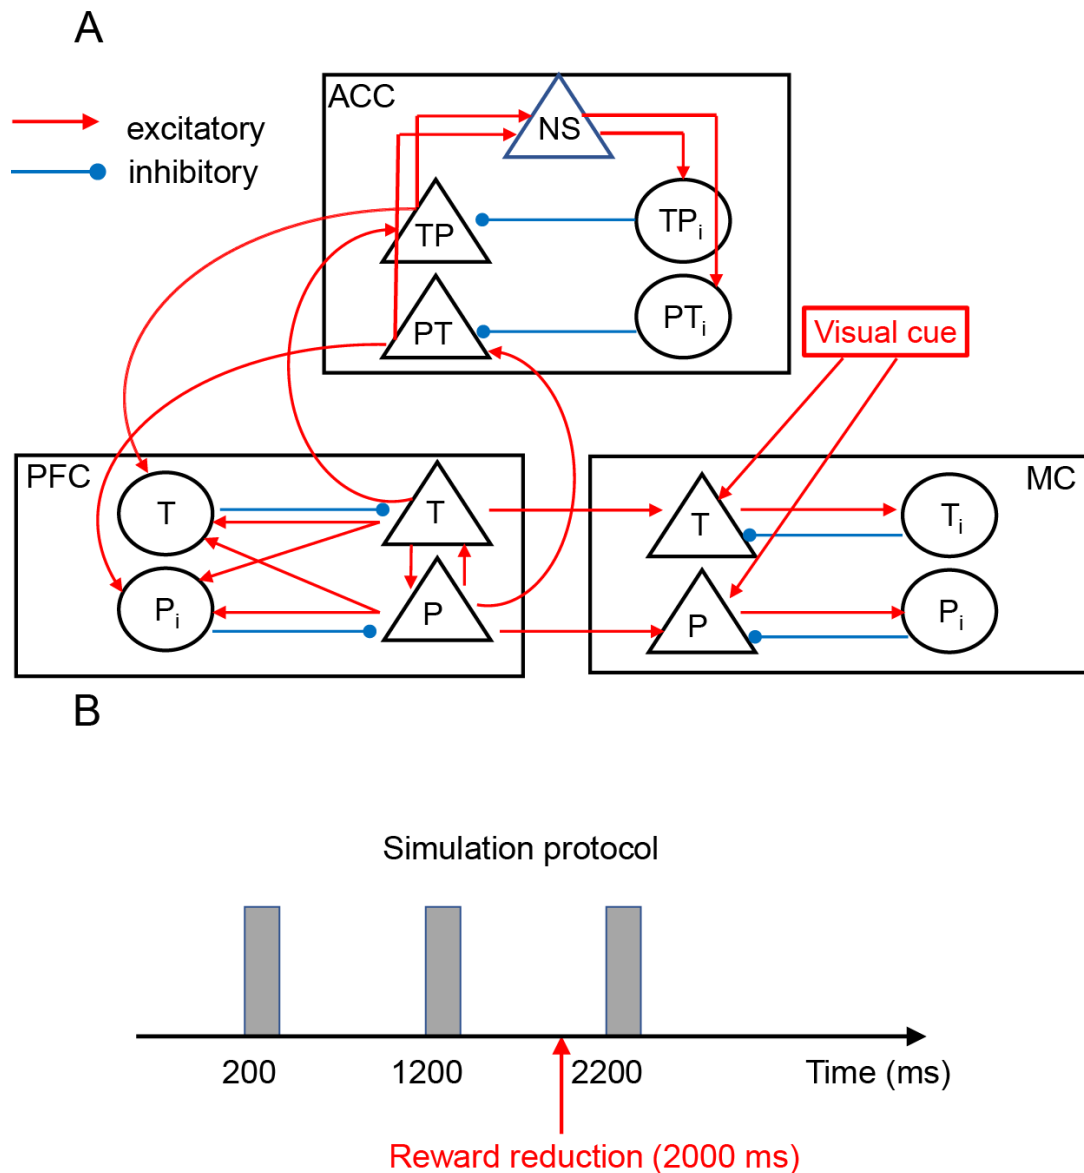 A
ACC
excitatory
inhibitory
NS
TP
TPi
PT
PTi
Visual cue
PFC
MC
T
T
T
Ti
Pi
P
P
Pi
B
Simulation protocol
200
1200
2200
Time (ms)
Reward reduction (2000 ms)